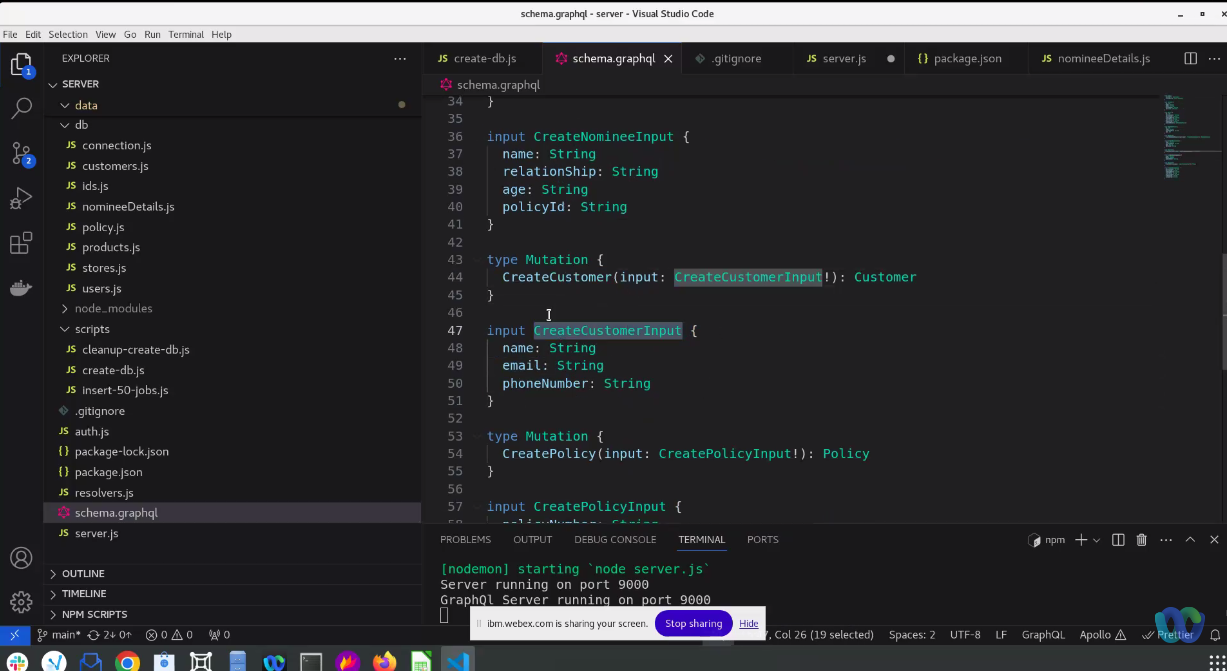 schema.graphql - server - Visual Studio Code
File Edit Selection View Go Run Terminal Help
EXPLORER
create-db.js
schema.graphql
.gitignore
server.js
package.json
nomineeDetails.js
SERVER
schema.graphql
data
db
connection.js
customers.js
ids.js
nomineeDetails.js
policy.js
products.js
stores.js
users.js
node_modules
scripts
cleanup-create-db.js
create-db.js
insert-50-jobs.js
.gitignore
auth.js
package-lock.json
package.json
resolvers.js
schema.graphql
server.js
OUTLINE
TIMELINE
NPM SCRIPTS
34 }
35
36 input CreateNomineeInput {
37 name: String
38 relationShip: String
39 age: String
40 policyId: String
41 }
42
43 type Mutation {
44 CreateCustomer(input: CreateCustomerInput!): Customer
45 }
46
47 input CreateCustomerInput {
48 name: String
49 email: String
50 phoneNumber: String
51 }
52
53 type Mutation {
54 CreatePolicy(input: CreatePolicyInput!): Policy
55 }
56
57 input CreatePolicyInput {
58 policyNumber: String
PROBLEMS OUTPUT DEBUG CONSOLE TERMINAL PORTS
npm
[nodemon] starting `node server.js`
Server running on port 9000
GraphQl Server running on port 9000
ibm.webex.com is sharing your screen. Stop sharing Hide
main* 2↓ 0↑ 0 0 0
Col 26 (19 selected) Spaces: 2 UTF-8 LF GraphQL Apollo Prettier